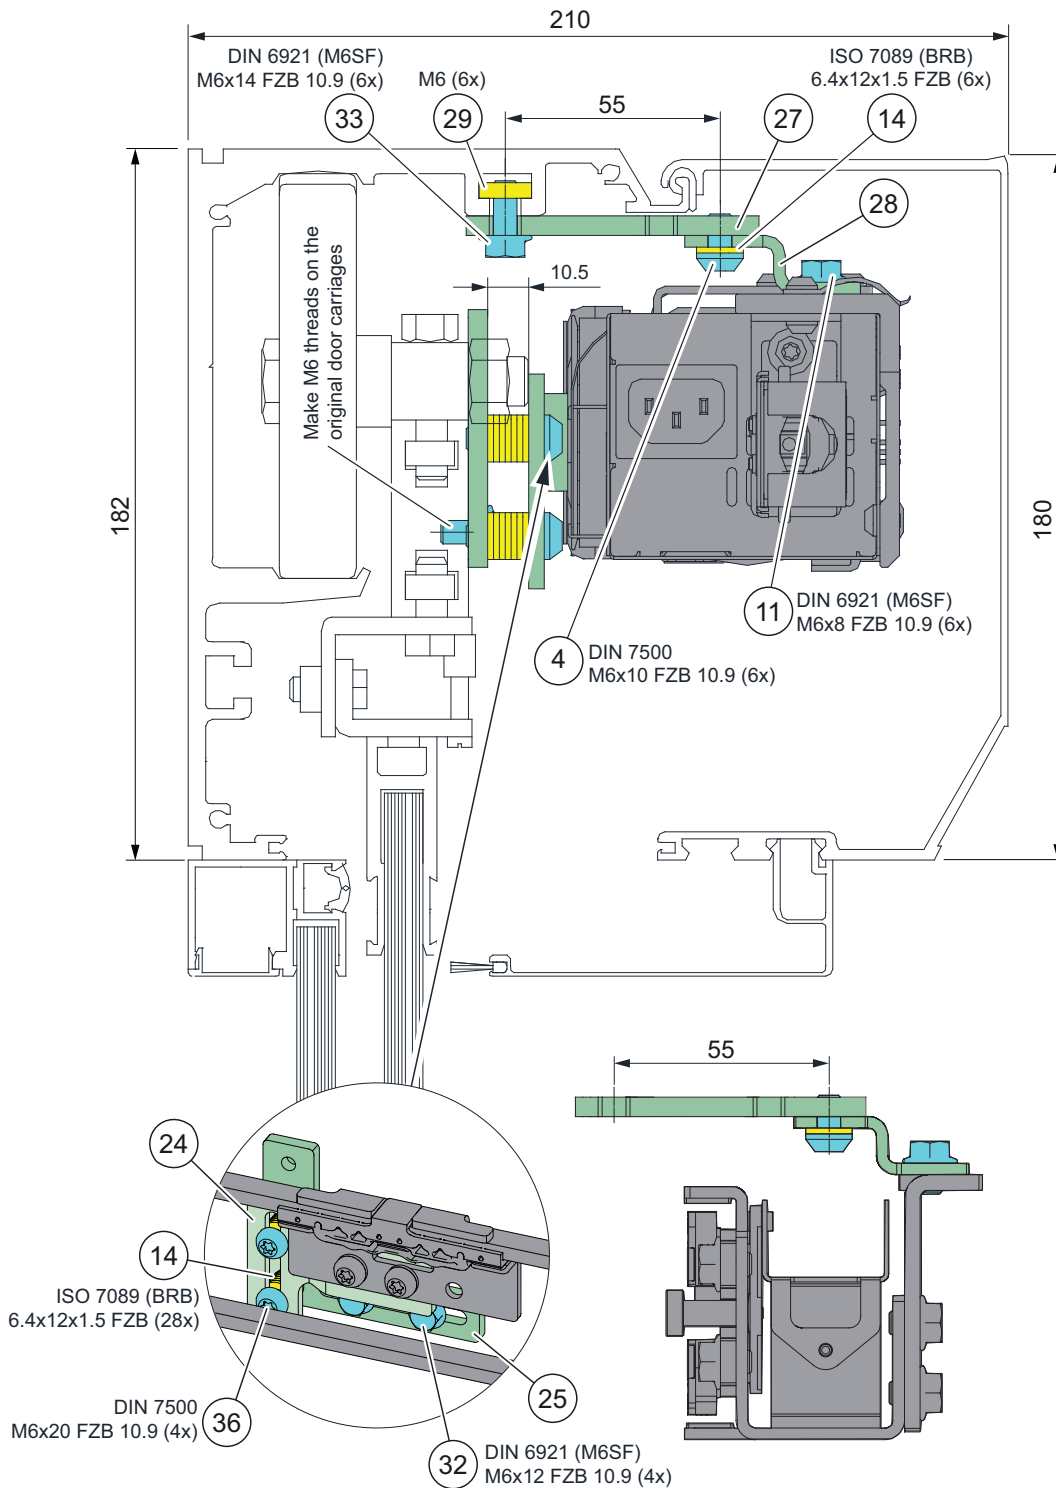 210
DIN 6921 (M6SF)
M6x14 FZB 10.9 (6x)
33
M6 (6x)
29
55
27
ISO 7089 (BRB)
6.4x12x1.5 FZB (6x)
14
28
10.5
Make M6 threads on the
original door carriages
182
180
11
DIN 6921 (M6SF)
M6x8 FZB 10.9 (6x)
4
DIN 7500
M6x10 FZB 10.9 (6x)
55
24
14
ISO 7089 (BRB)
6.4x12x1.5 FZB (28x)
25
DIN 7500
M6x20 FZB 10.9 (4x)
36
32
DIN 6921 (M6SF)
M6x12 FZB 10.9 (4x)